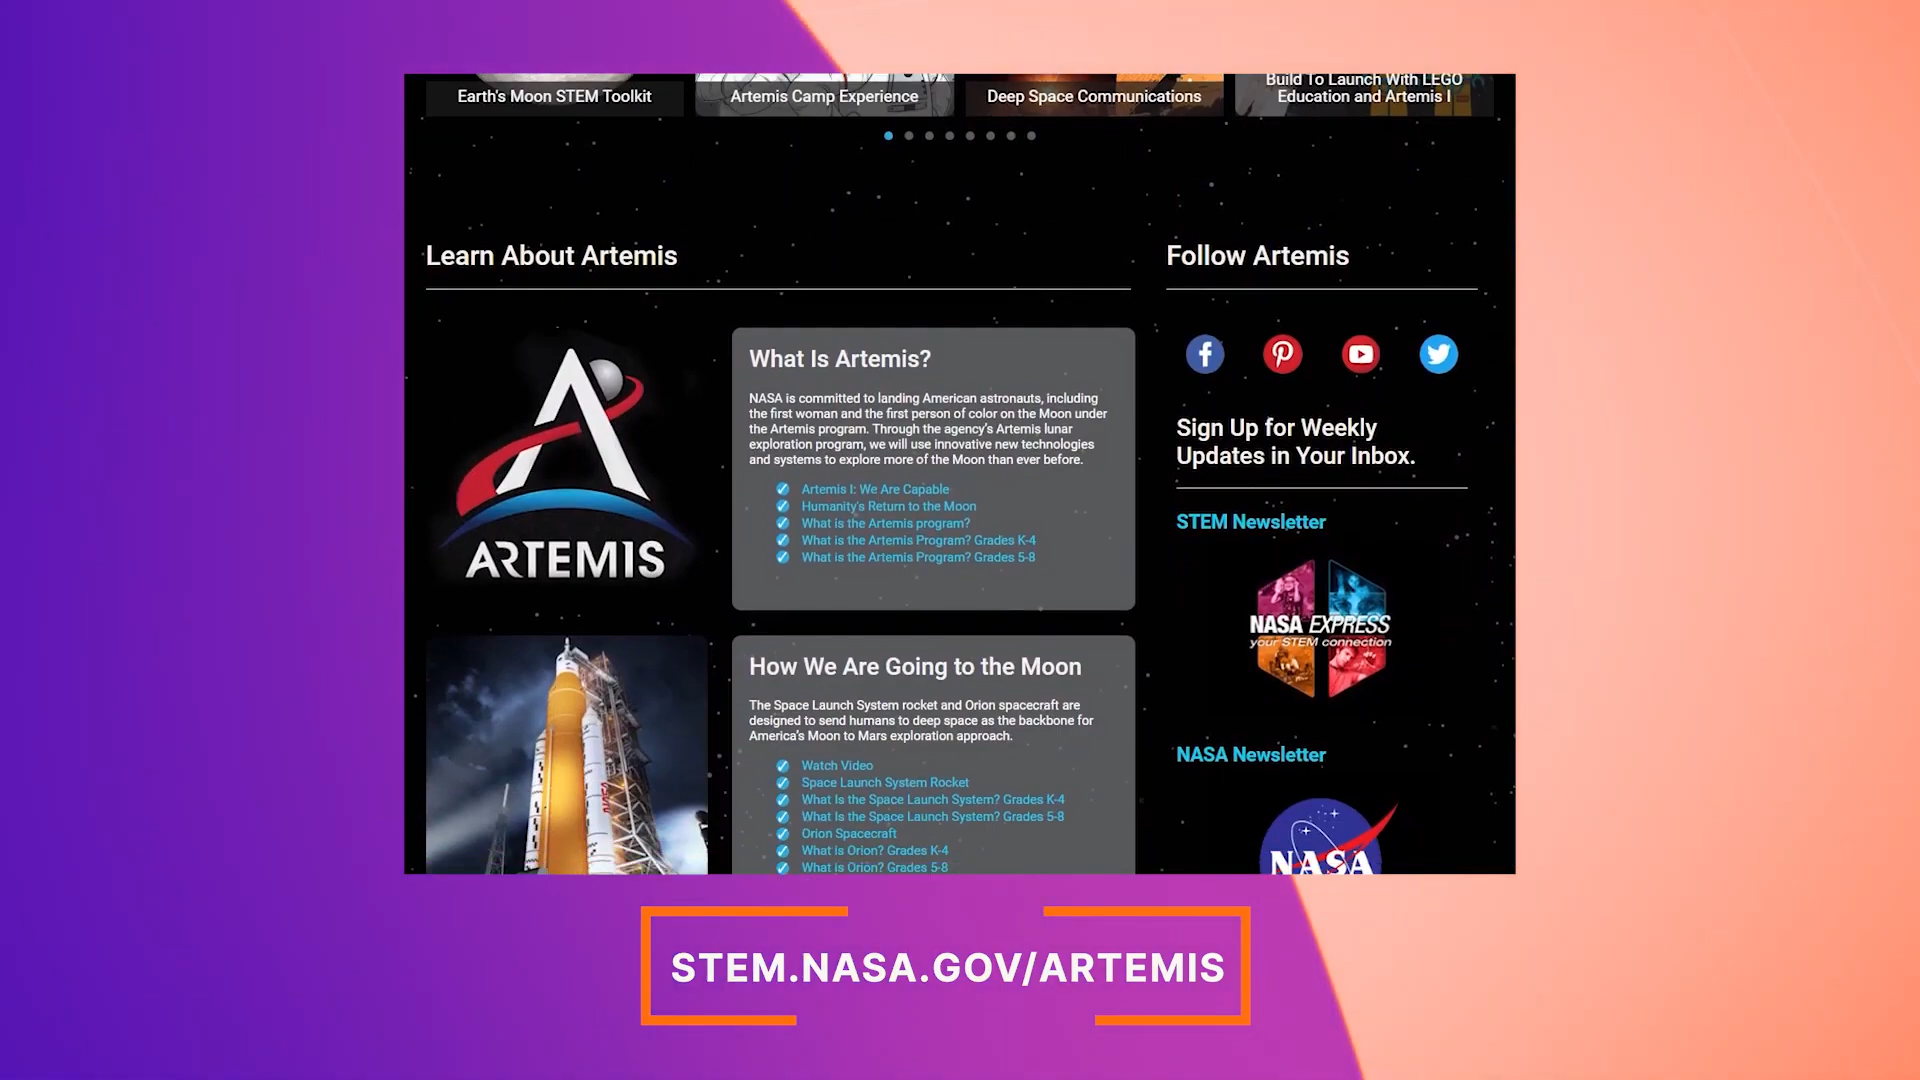 Earth's Moon STEM Toolkit
Artemis Camp Experience
Deep Space Communications
Build To Launch With LEGO
Education and Artemis I
Learn About Artemis
ARTEMIS
What Is Artemis?
NASA is committed to landing American astronauts, including
the first woman and the first person of color on the Moon under
the Artemis program. Through the agency's Artemis lunar
exploration program, we will use innovative new technologies
and systems to explore more of the Moon than ever before.
Artemis I: We Are Capable
Humanity's Return to the Moon
What is the Artemis program?
What is the Artemis Program? Grades K-4
What is the Artemis Program? Grades 5-8
How We Are Going to the Moon
The Space Launch System rocket and Orion spacecraft are
designed to send humans to deep space as the backbone for
America's Moon to Mars exploration approach.
Watch Video
Space Launch System Rocket
What Is the Space Launch System? Grades K-4
What Is the Space Launch System? Grades 5-8
Orion Spacecraft
What is Orion? Grades K-4
What is Orion? Grades 5-8
Follow Artemis
Sign Up for Weekly
Updates in Your Inbox.
STEM Newsletter
NASA EXPRESS
your STEM connection
NASA Newsletter
NASA
STEM.NASA.GOV/ARTEMIS